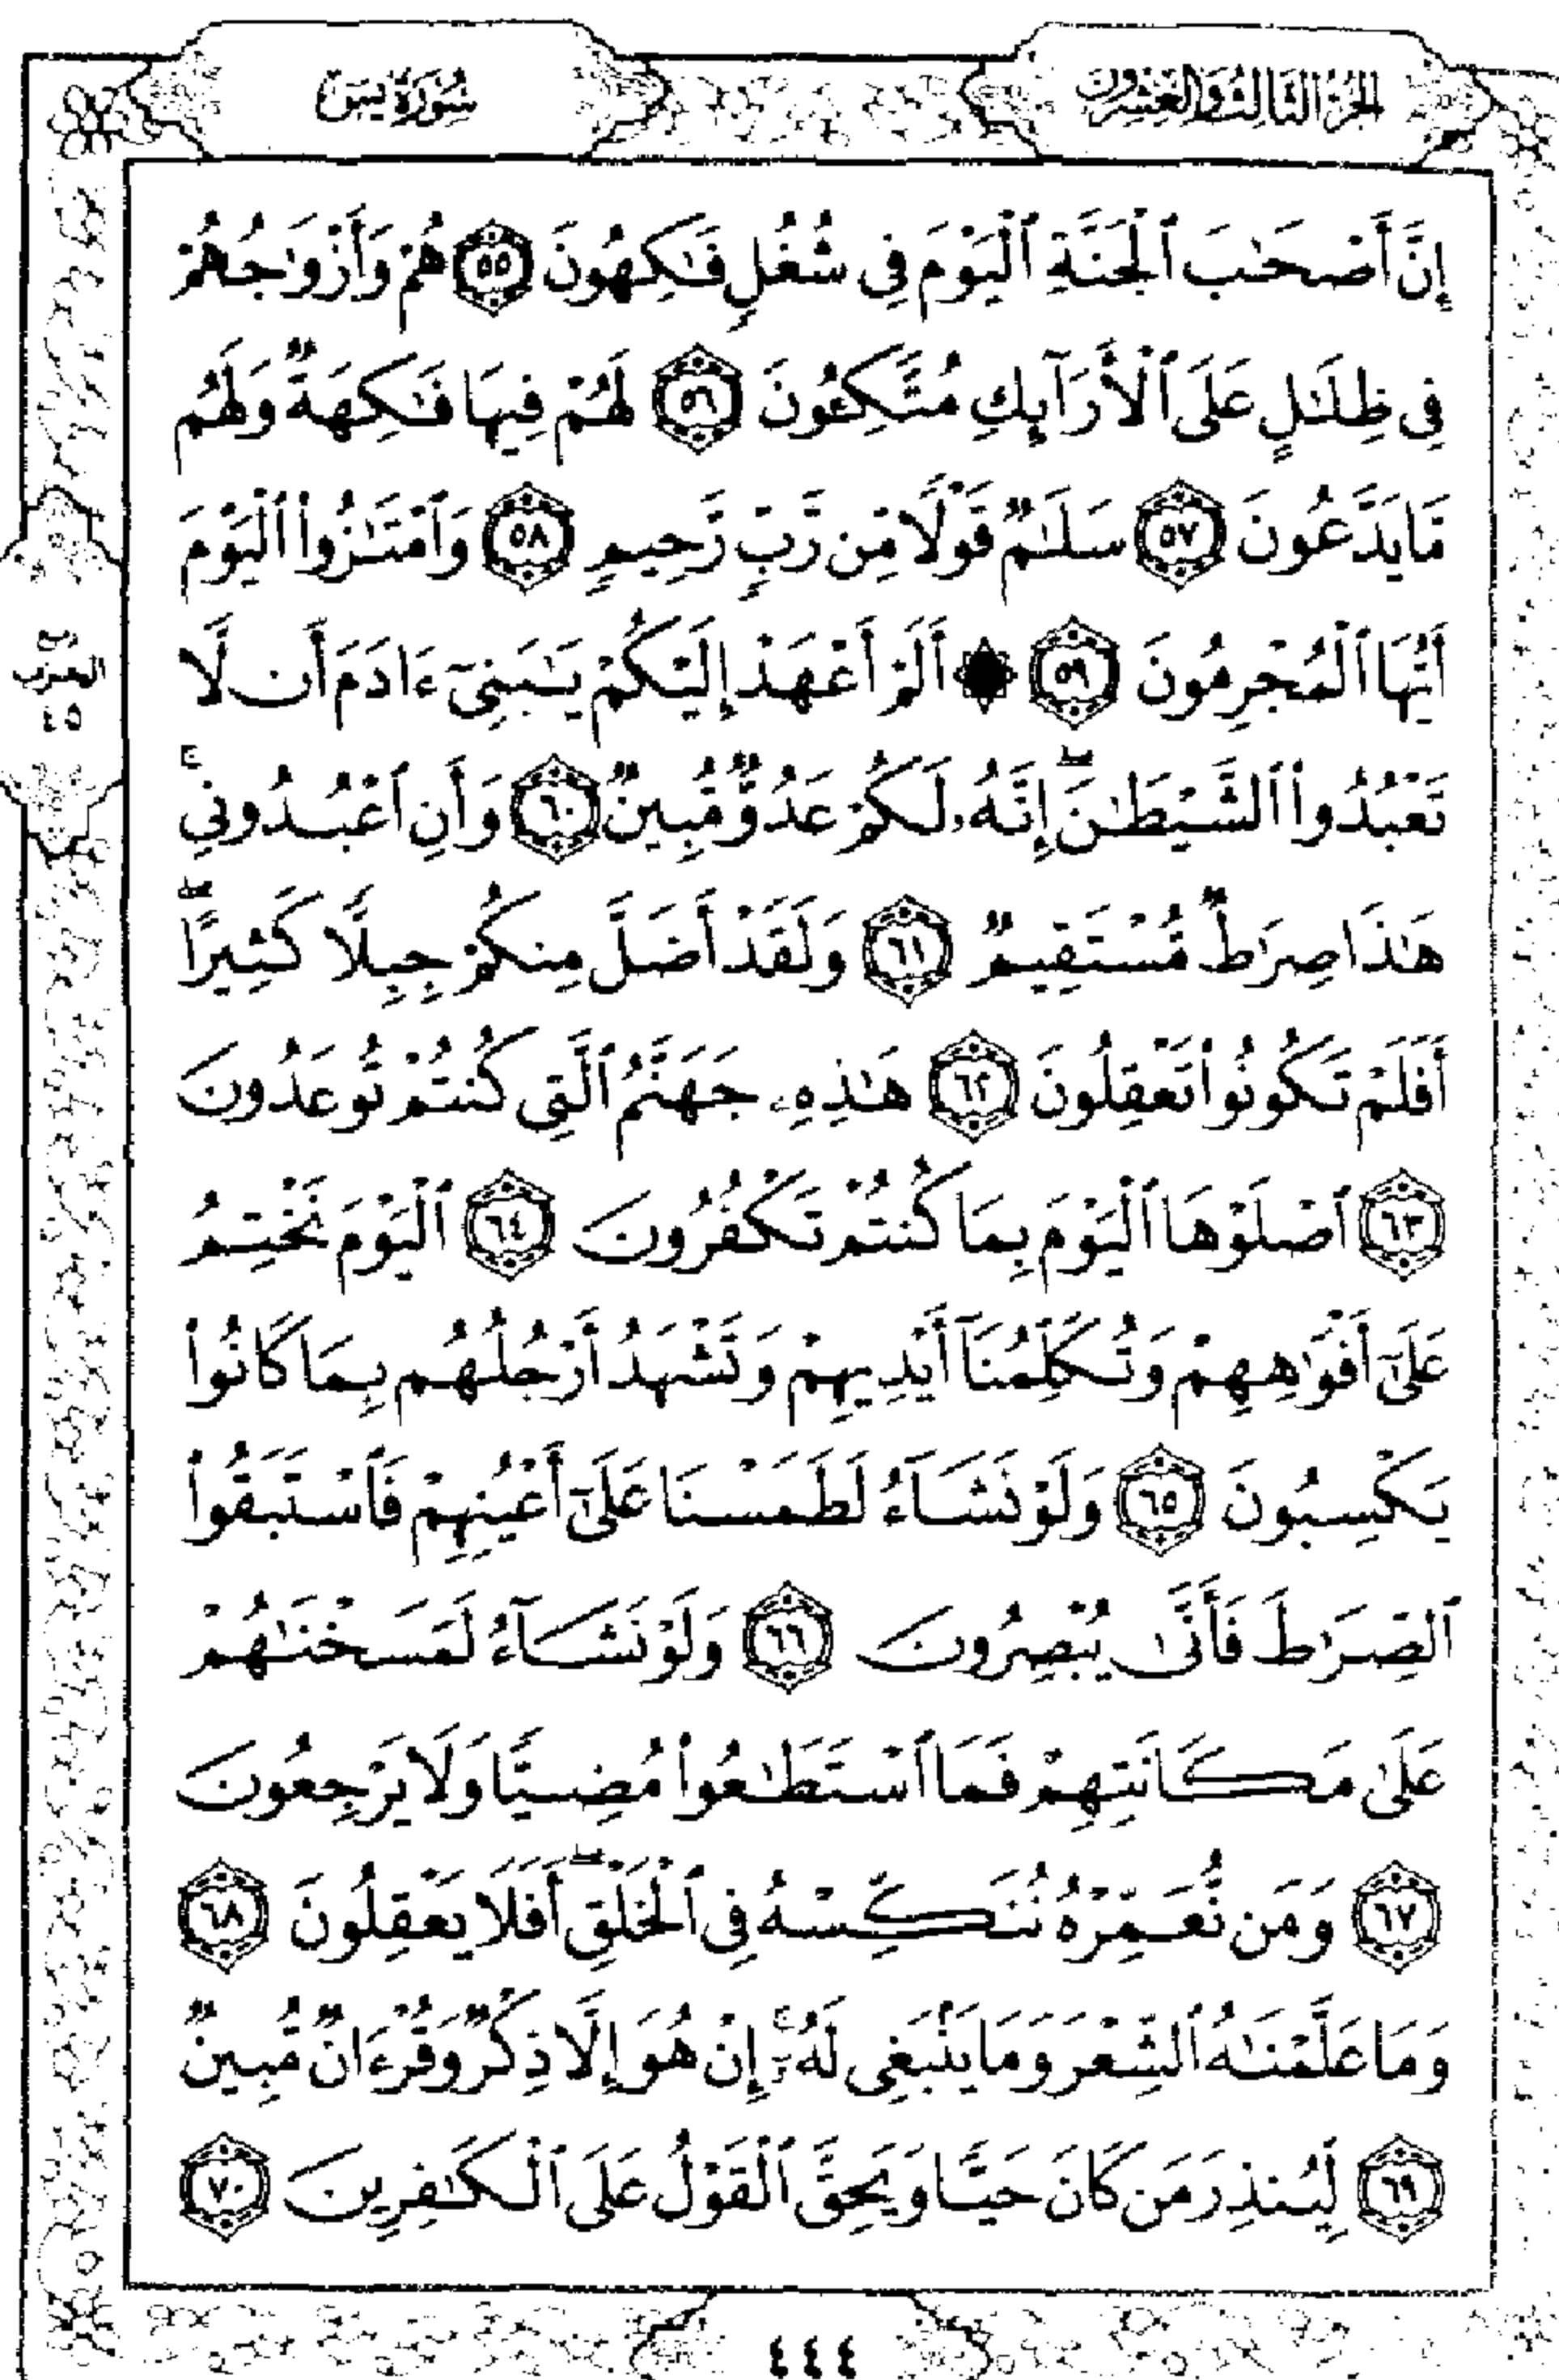 الجزء الثالث والعشرون
سورة يس
إِنَّ أَصْحَٰبَ ٱلْجَنَّةِ ٱلْيَوْمَ فِى شُغُلٍ فَٰكِهُونَ ٥٥ هُمْ وَأَزْوَٰجُهُمْ
فِى ظِلَٰلٍ عَلَى ٱلْأَرَآئِكِ مُتَّكِـُٔونَ ٥٦ لَهُمْ فِيهَا فَٰكِهَةٌ وَلَهُم
مَّا يَدَّعُونَ ٥٧ سَلَٰمٌ قَوْلًا مِّن رَّبٍّ رَّحِيمٍ ٥٨ وَٱمْتَٰزُوا۟ ٱلْيَوْمَ
أَيُّهَا ٱلْمُجْرِمُونَ ٥٩ ۞ أَلَمْ أَعْهَدْ إِلَيْكُمْ يَٰبَنِىٓ ءَادَمَ أَن لَّا
تَعْبُدُوا۟ ٱلشَّيْطَٰنَ ۖ إِنَّهُۥ لَكُمْ عَدُوٌّ مُّبِينٌ ٦٠ وَأَنِ ٱعْبُدُونِى ۚ
هَٰذَا صِرَٰطٌ مُّسْتَقِيمٌ ٦١ وَلَقَدْ أَضَلَّ مِنكُمْ جِبِلًّا كَثِيرًا ۖ
أَفَلَمْ تَكُونُوا۟ تَعْقِلُونَ ٦٢ هَٰذِهِۦ جَهَنَّمُ ٱلَّتِى كُنتُمْ تُوعَدُونَ
٦٣ ٱصْلَوْهَا ٱلْيَوْمَ بِمَا كُنتُمْ تَكْفُرُونَ ٦٤ ٱلْيَوْمَ نَخْتِمُ
عَلَىٰٓ أَفْوَٰهِهِمْ وَتُكَلِّمُنَآ أَيْدِيهِمْ وَتَشْهَدُ أَرْجُلُهُم بِمَا كَانُوا۟
يَكْسِبُونَ ٦٥ وَلَوْ نَشَآءُ لَطَمَسْنَا عَلَىٰٓ أَعْيُنِهِمْ فَٱسْتَبَقُوا۟
ٱلصِّرَٰطَ فَأَنَّىٰ يُبْصِرُونَ ٦٦ وَلَوْ نَشَآءُ لَمَسَخْنَٰهُمْ
عَلَىٰ مَكَانَتِهِمْ فَمَا ٱسْتَطَٰعُوا۟ مُضِيًّا وَلَا يَرْجِعُونَ
٦٧ وَمَن نُّعَمِّرْهُ نُنَكِّسْهُ فِى ٱلْخَلْقِ ۖ أَفَلَا يَعْقِلُونَ ٦٨
وَمَا عَلَّمْنَٰهُ ٱلشِّعْرَ وَمَا يَنۢبَغِى لَهُۥٓ ۚ إِنْ هُوَ إِلَّا ذِكْرٌ وَقُرْءَانٌ مُّبِينٌ
٦٩ لِّيُنذِرَ مَن كَانَ حَيًّا وَيَحِقَّ ٱلْقَوْلُ عَلَى ٱلْكَٰفِرِينَ ٧٠
الحزب
٤٥
٤٤٤